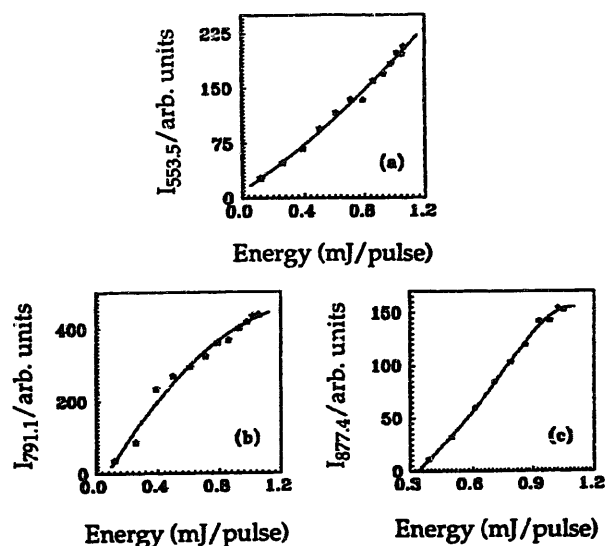 225
150
75
0
I553.5/arb. units
(a)
0.0 0.4 0.8 1.2
Energy (mJ/pulse)
400
200
0
I791.1/arb. units
(b)
0.0 0.4 0.8 1.2
Energy (mJ/pulse)
150
100
50
0
I877.4/arb. units
(c)
0.3 0.6 0.9 1.2
Energy (mJ/pulse)